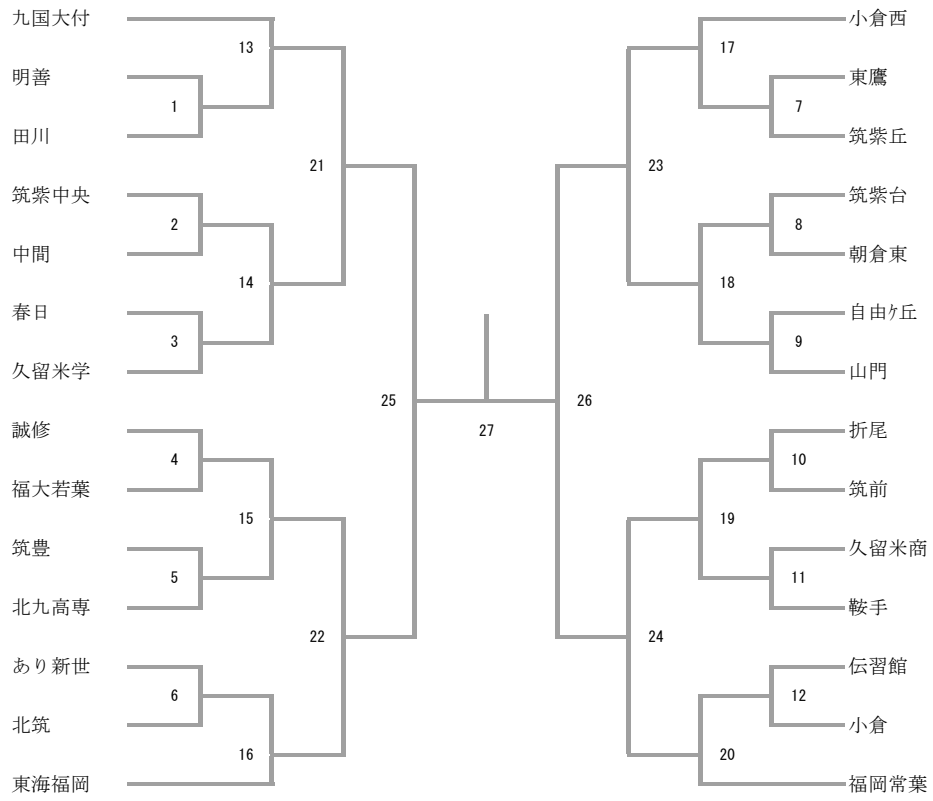 九国大付
小倉西
13
17
明善
東鷹
1
7
田川
筑紫丘
21
23
筑紫中央
筑紫台
2
8
中間
朝倉東
14
18
春日
自由ケ丘
3
9
久留米学
山門
25
26
27
誠修
折尾
4
10
福大若葉
筑前
15
19
筑豊
久留米商
5
11
北九高専
鞍手
22
24
あり新世
伝習館
6
12
北筑
小倉
16
20
東海福岡
福岡常葉